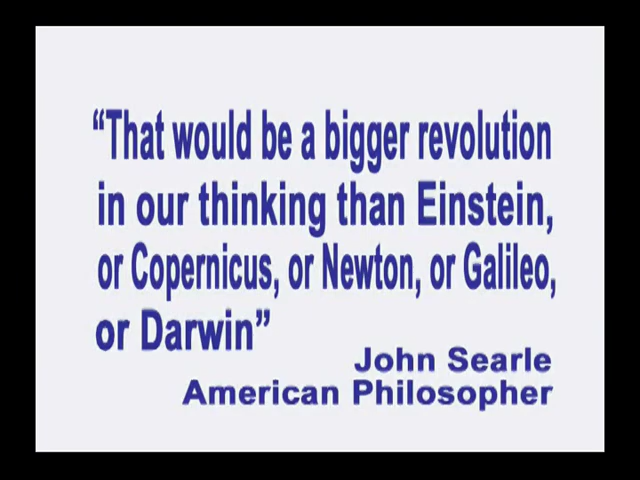 “That would be a bigger revolution
in our thinking than Einstein,
or Copernicus, or Newton, or Galileo,
or Darwin”
John Searle
American Philosopher